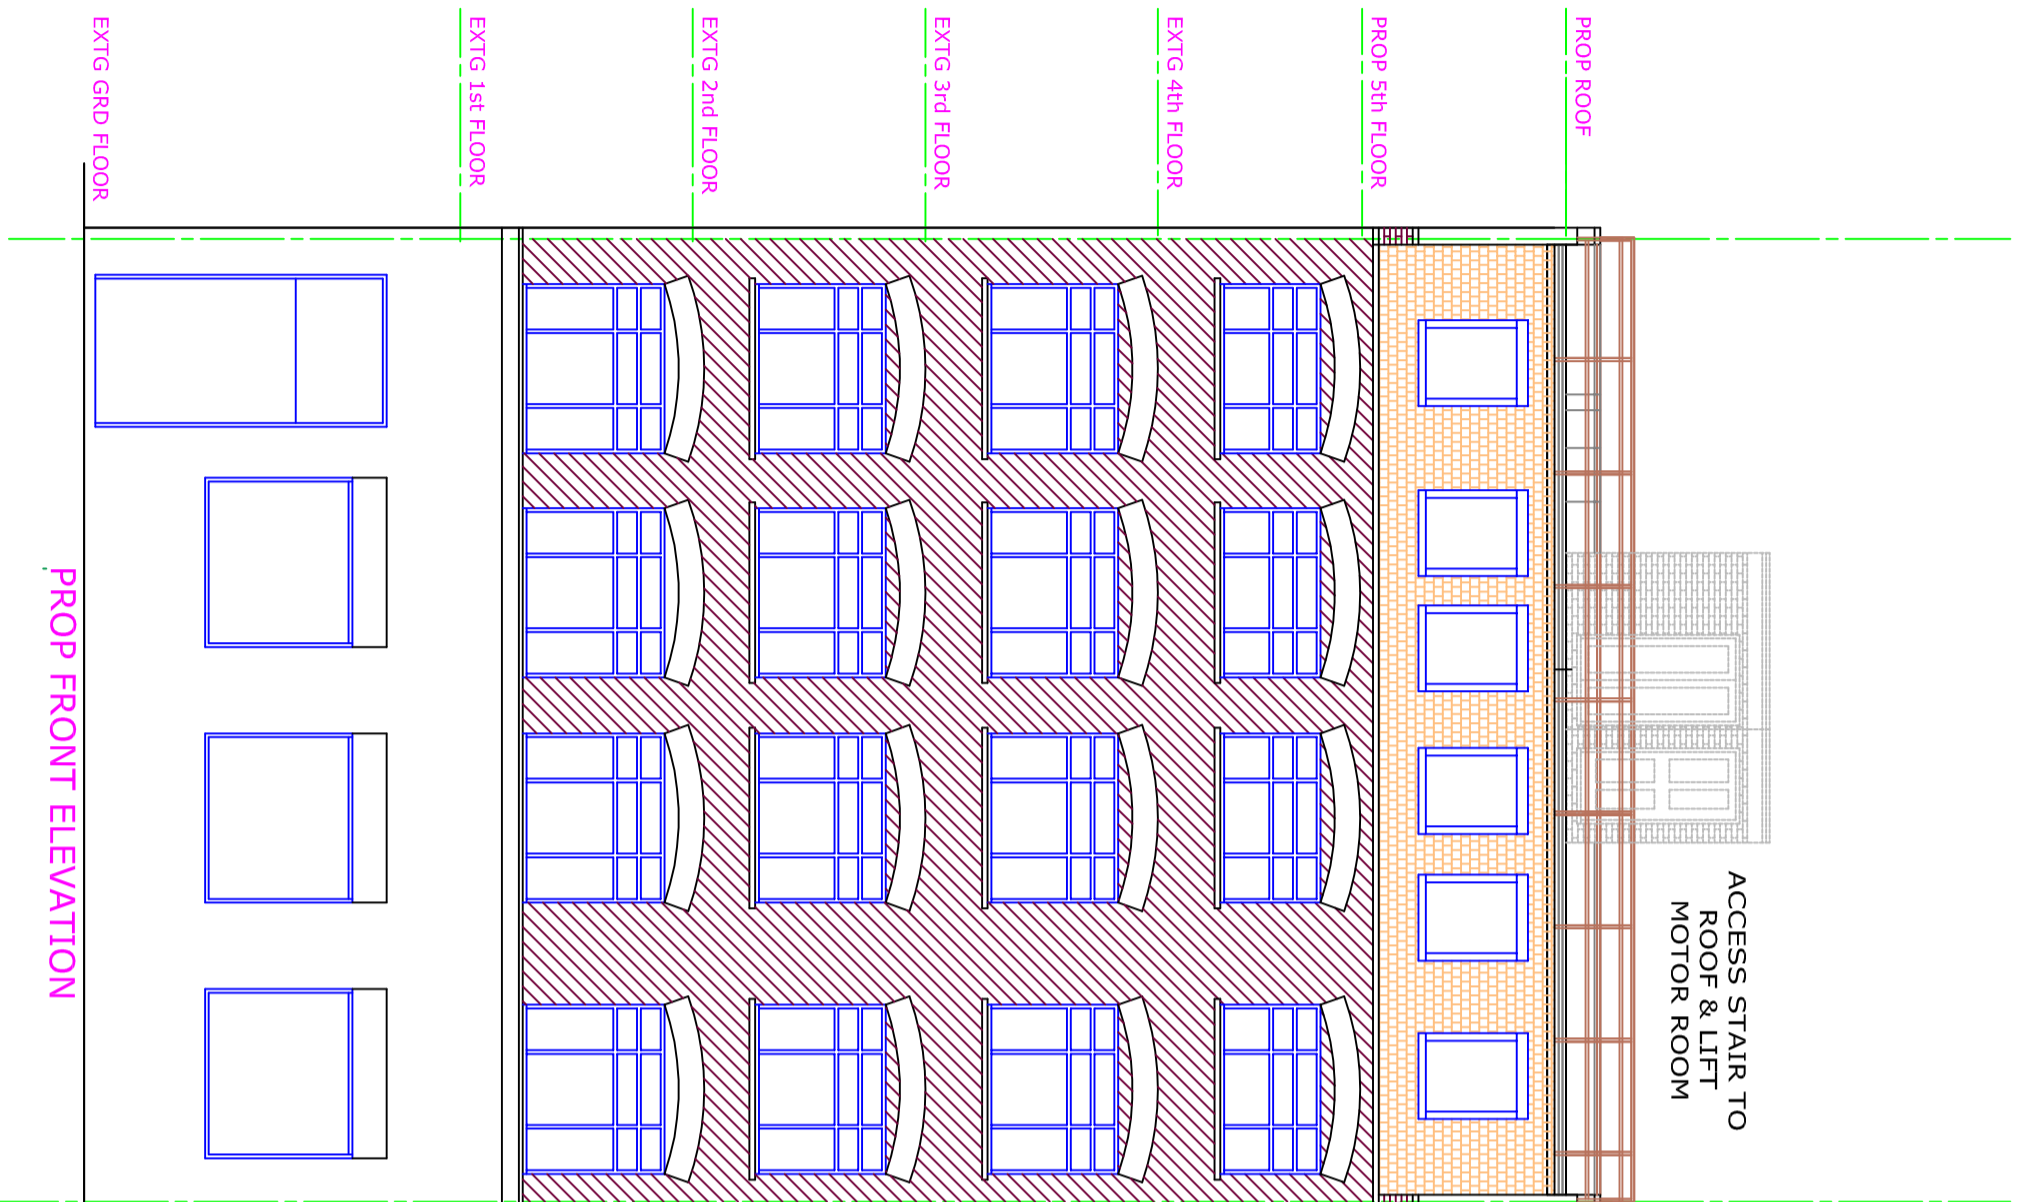 ACCESS STAIR TO
ROOF & LIFT
MOTOR ROOM
PROP ROOF
PROP 5th FLOOR
EXTG 4th FLOOR
EXTG 3rd FLOOR
EXTG 2nd FLOOR
EXTG 1st FLOOR
EXTG GRD FLOOR
PROP FRONT ELEVATION